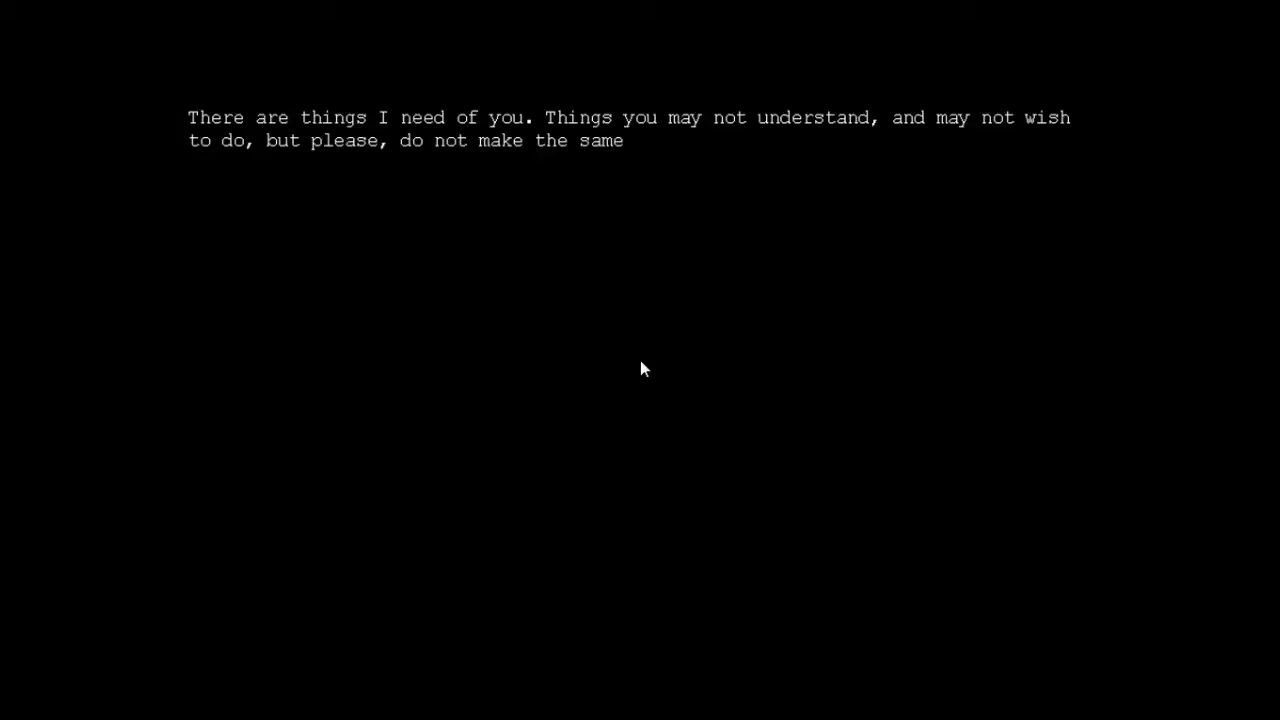 There are things I need of you. Things you may not understand, and may not wish
to do, but please, do not make the same